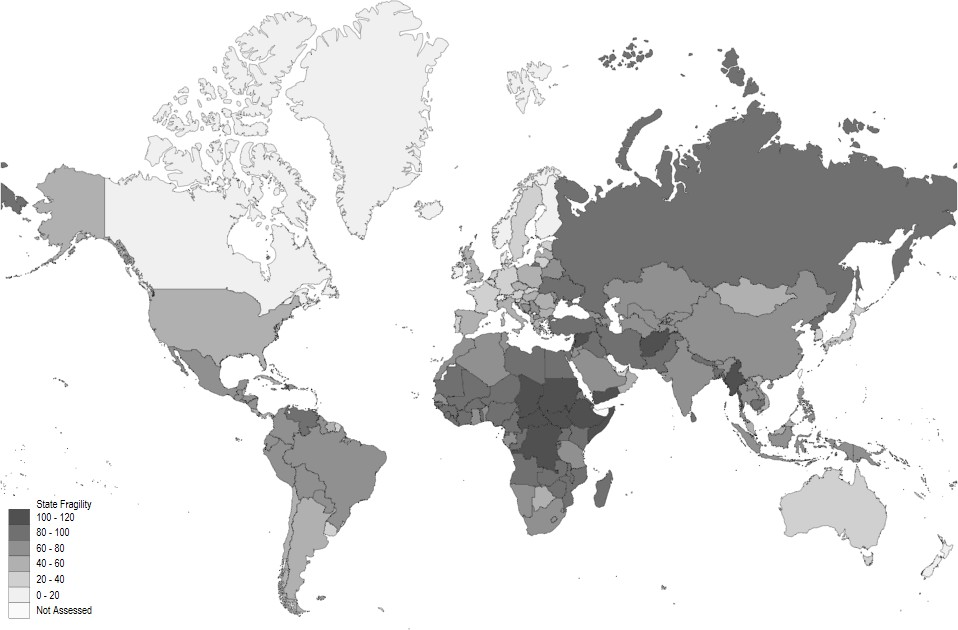 State Fragility
100 - 120
80 - 100
60 - 80
40 - 60
20 - 40
0 - 20
Not Assessed